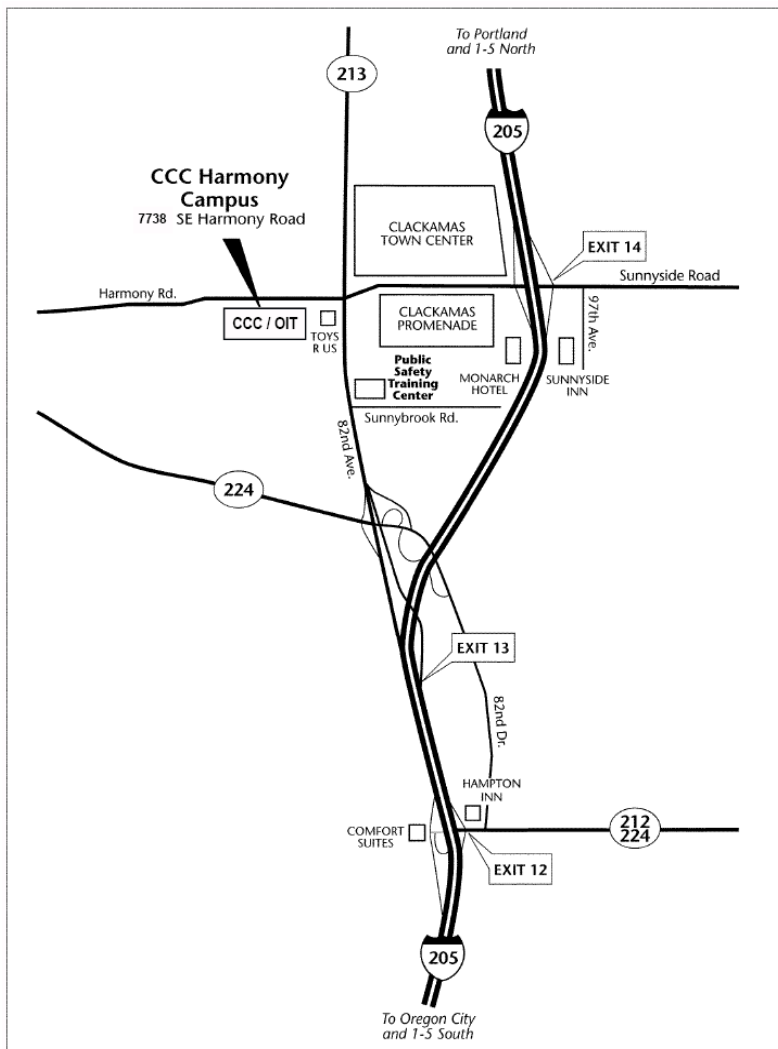 To Portland
and 1-5 North
213
205
CCC Harmony
Campus
7738 SE Harmony Road
CLACKAMAS
TOWN CENTER
EXIT 14
Sunnyside Road
Harmony Rd.
CCC / OIT
TOYS
R US
CLACKAMAS
PROMENADE
97th Ave.
Public
Safety
Training
Center
MONARCH
HOTEL
SUNNYSIDE
INN
Sunnybrook Rd.
82nd Ave.
224
EXIT 13
82nd Dr.
HAMPTON
INN
COMFORT
SUITES
212
224
EXIT 12
205
To Oregon City
and 1-5 South